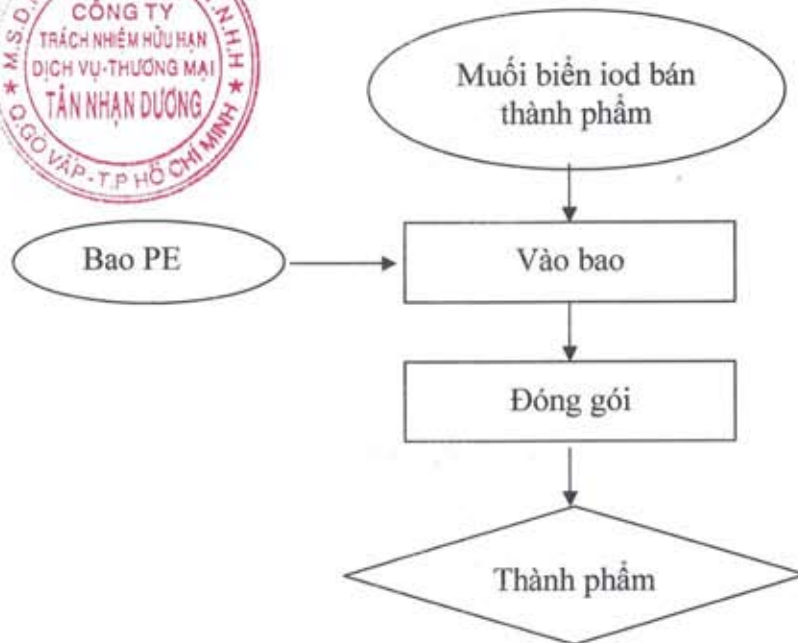 CÔNG TY
TRÁCH NHIỆM HỮU HẠN
DỊCH VỤ-THƯƠNG MẠI
TÂN NHẠN DƯƠNG
Q.GÒ VẤP-T.P HỒ CHÍ MINH
Muối biển iod bán
thành phẩm
Bao PE
Vào bao
Đóng gói
Thành phẩm